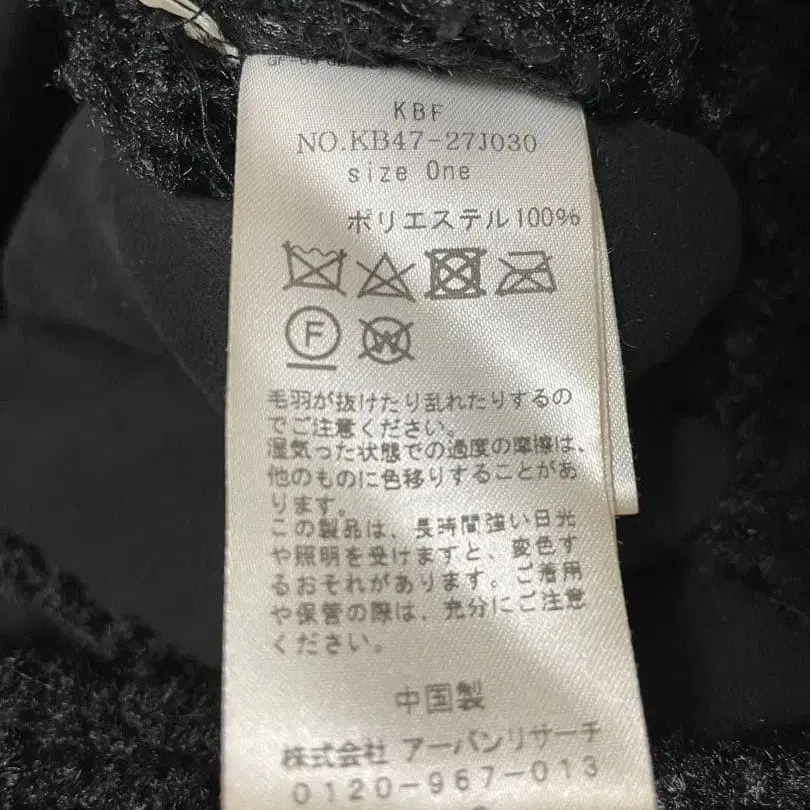 KBF
NO.KB47-27J030
size One
ポリエステル100%
F
W
毛羽が抜けたり乱れたりするの
でご注意ください。
湿気った状態での過度の摩擦は、
他のものに色移りすることがあ
ります。
この製品は、長時間強い日光
や照明を受けますと、変色す
るおそれがあります。ご着用
や保管の際は、充分にご注意
ください。
中国製
株式会社 アーバンリサーチ
0120-967-013